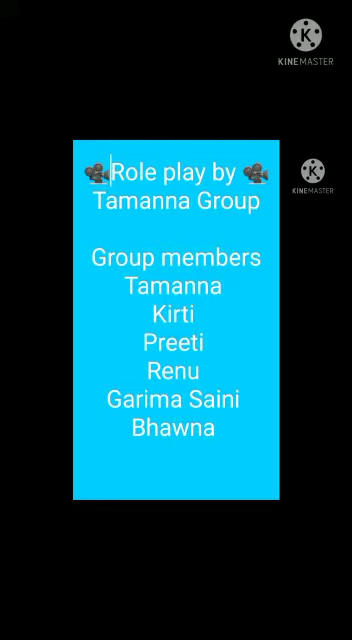 KINEMASTER
🎥Role play by 🎥
Tamanna Group
KINEMASTER
Group members
Tamanna
Kirti
Preeti
Renu
Garima Saini
Bhawna